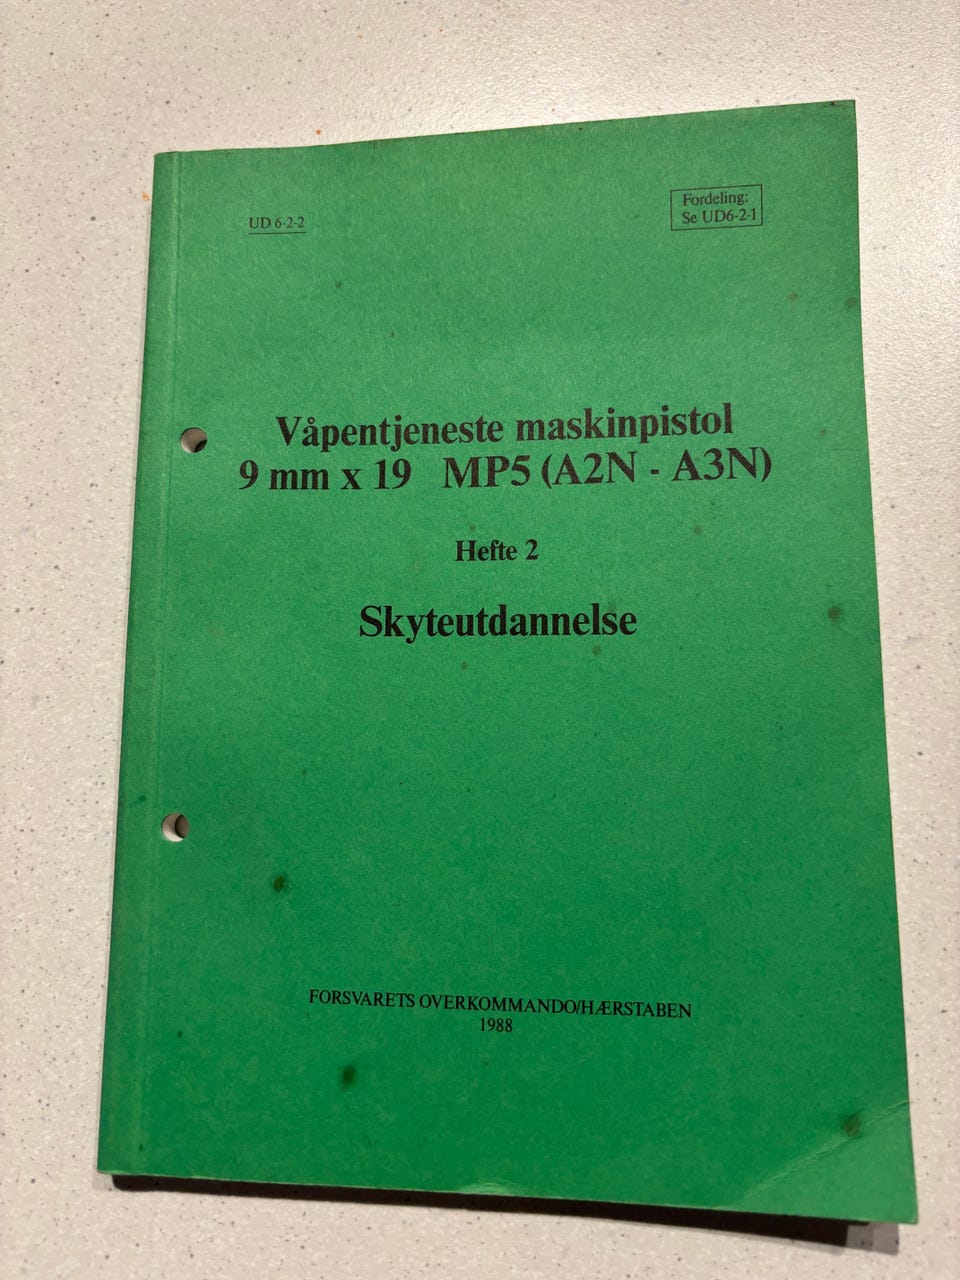 UD 6-2-2
Fordeling:
Se UD6-2-1
Våpentjeneste maskinpistol
9 mm x 19 MP5 (A2N - A3N)
Hefte 2
Skyteutdannelse
FORSVARETS OVERKOMMANDO/HÆRSTABEN
1988